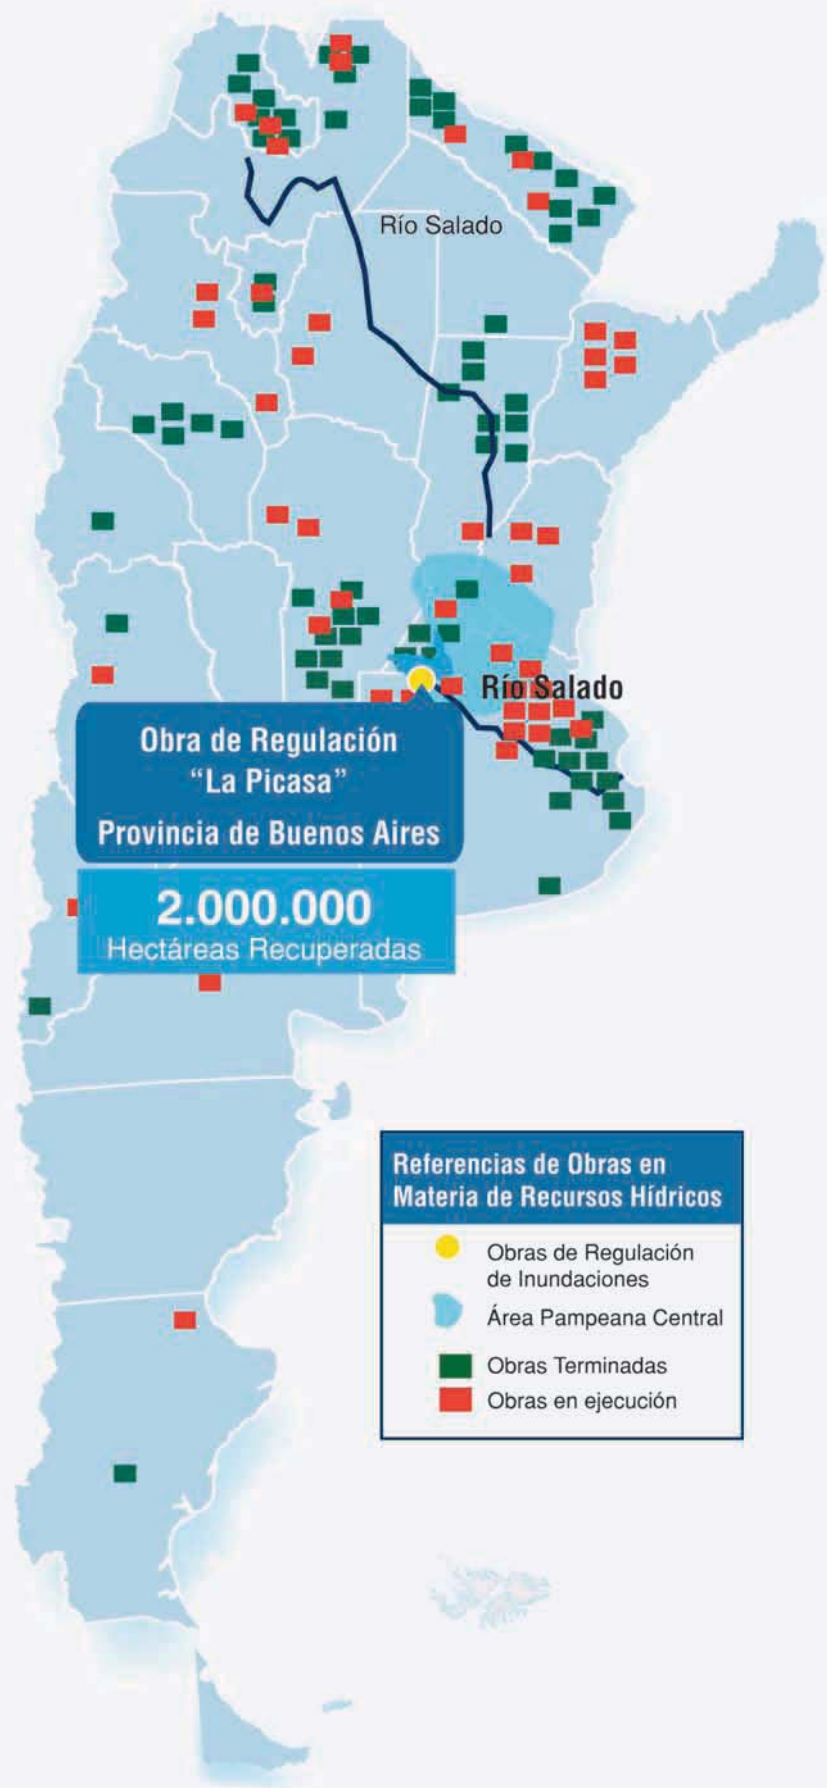 Río Salado
Río Salado
Obra de Regulación
“La Picasa”
Provincia de Buenos Aires
2.000.000
Hectáreas Recuperadas
Referencias de Obras en
Materia de Recursos Hídricos
Obras de Regulación
de Inundaciones
Área Pampeana Central
Obras Terminadas
Obras en ejecución